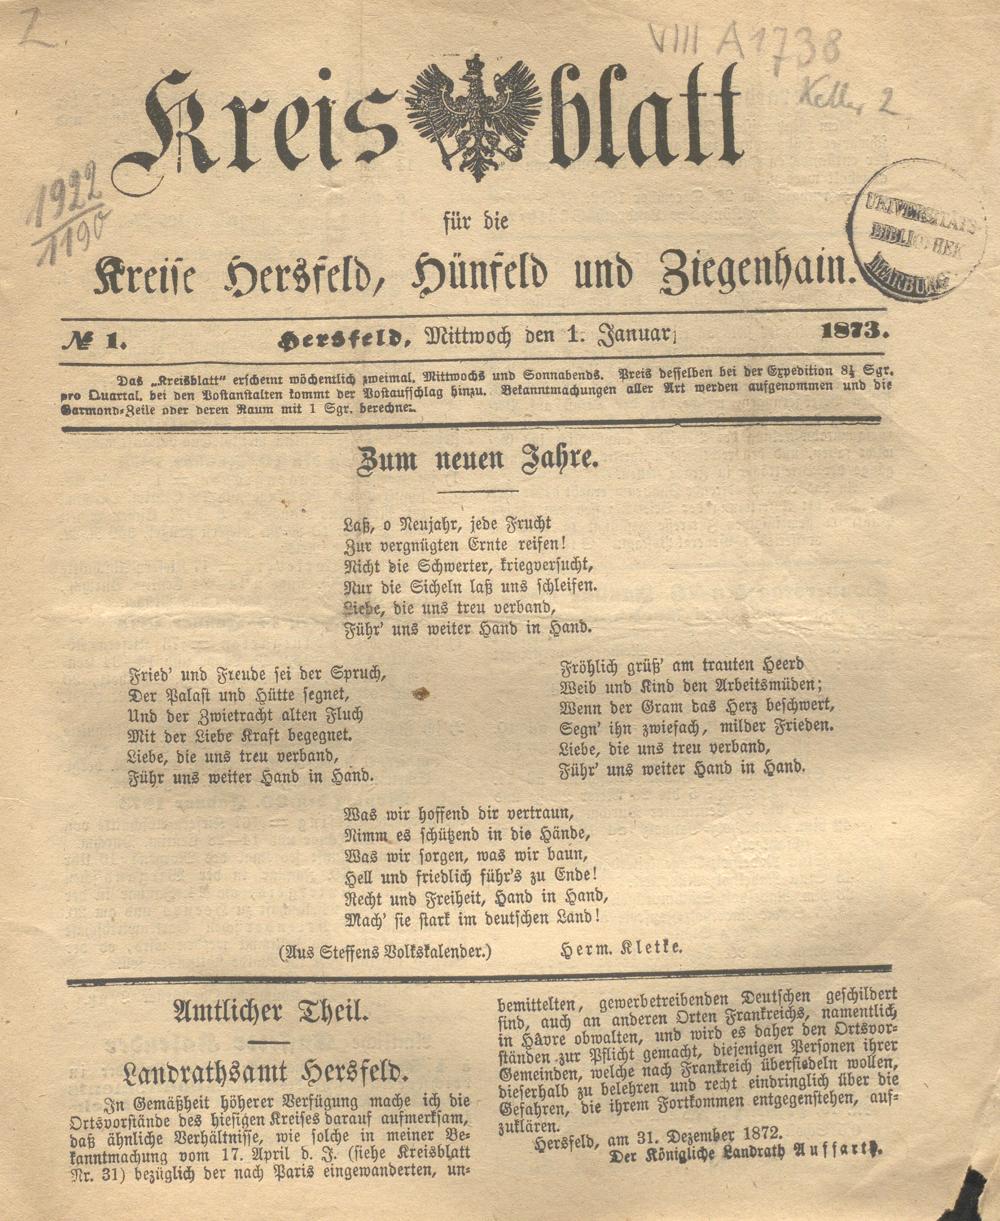 Z.
VIII A 1738
Keller 2
Kreisblatt
1922
1190
für die
UNIVERSITÄTS-
BIBLIOTHEK
MARBURG
Kreise Hersfeld, Hünfeld und Ziegenhain.
№ 1. Hersfeld, Mittwoch den 1. Januar 1873.
Das „Kreisblatt“ erscheint wöchentlich zweimal, Mittwochs und Sonnabends. Preis desselben bei der Expedition 8½ Sgr.
pro Quartal, bei den Postanstalten kommt der Postaufschlag hinzu. Bekanntmachungen aller Art werden aufgenommen und die
Garmond-Zeile oder deren Raum mit 1 Sgr. berechnet.
Zum neuen Jahre.
Laß, o Neujahr, jede Frucht
Zur vergnügten Ernte reifen!
Nicht die Schwerter, kriegversucht,
Nur die Sicheln laß uns schleifen.
Liebe, die uns treu verband,
Führ' uns weiter Hand in Hand.
Fried' und Freude sei der Spruch,
Der Palast und Hütte segnet,
Und der Zwietracht alten Fluch
Mit der Liebe Kraft begegnet.
Liebe, die uns treu verband,
Führ uns weiter Hand in Hand.
Fröhlich grüß' am trauten Heerd
Weib und Kind den Arbeitsmüden;
Wenn der Gram das Herz beschwert,
Segn' ihn zwiefach, milder Frieden.
Liebe, die uns treu verband,
Führ' uns weiter Hand in Hand.
Was wir hoffend dir vertraun,
Nimm es schützend in die Hände,
Was wir sorgen, was wir baun,
Hell und friedlich führ's zu Ende!
Recht und Freiheit, Hand in Hand,
Mach' sie stark im deutschen Land!
(Aus Steffens Volkskalender.) Herm. Kletke.
Amtlicher Theil.
Landrathsamt Hersfeld.
In Gemäßheit höherer Verfügung mache ich die
Ortsvorstände des hiesigen Kreises darauf aufmerksam,
daß ähnliche Verhältnisse, wie solche in meiner Be-
kanntmachung vom 17. April d. J. (siehe Kreisblatt
Nr. 31) bezüglich der nach Paris eingewanderten, un-
bemittelten, gewerbetreibenden Deutschen geschildert
sind, auch an anderen Orten Frankreichs, namentlich
in Hâvre obwalten, und wird es daher den Ortsvor-
ständen zur Pflicht gemacht, diejenigen Personen ihrer
Gemeinden, welche nach Frankreich übersiedeln wollen,
dieserhalb zu belehren und recht eindringlich über die
Gefahren, die ihrem Fortkommen entgegenstehen, auf-
zuklären.
Hersfeld, am 31. Dezember 1872.
Der Königliche Landrath Auffarth.